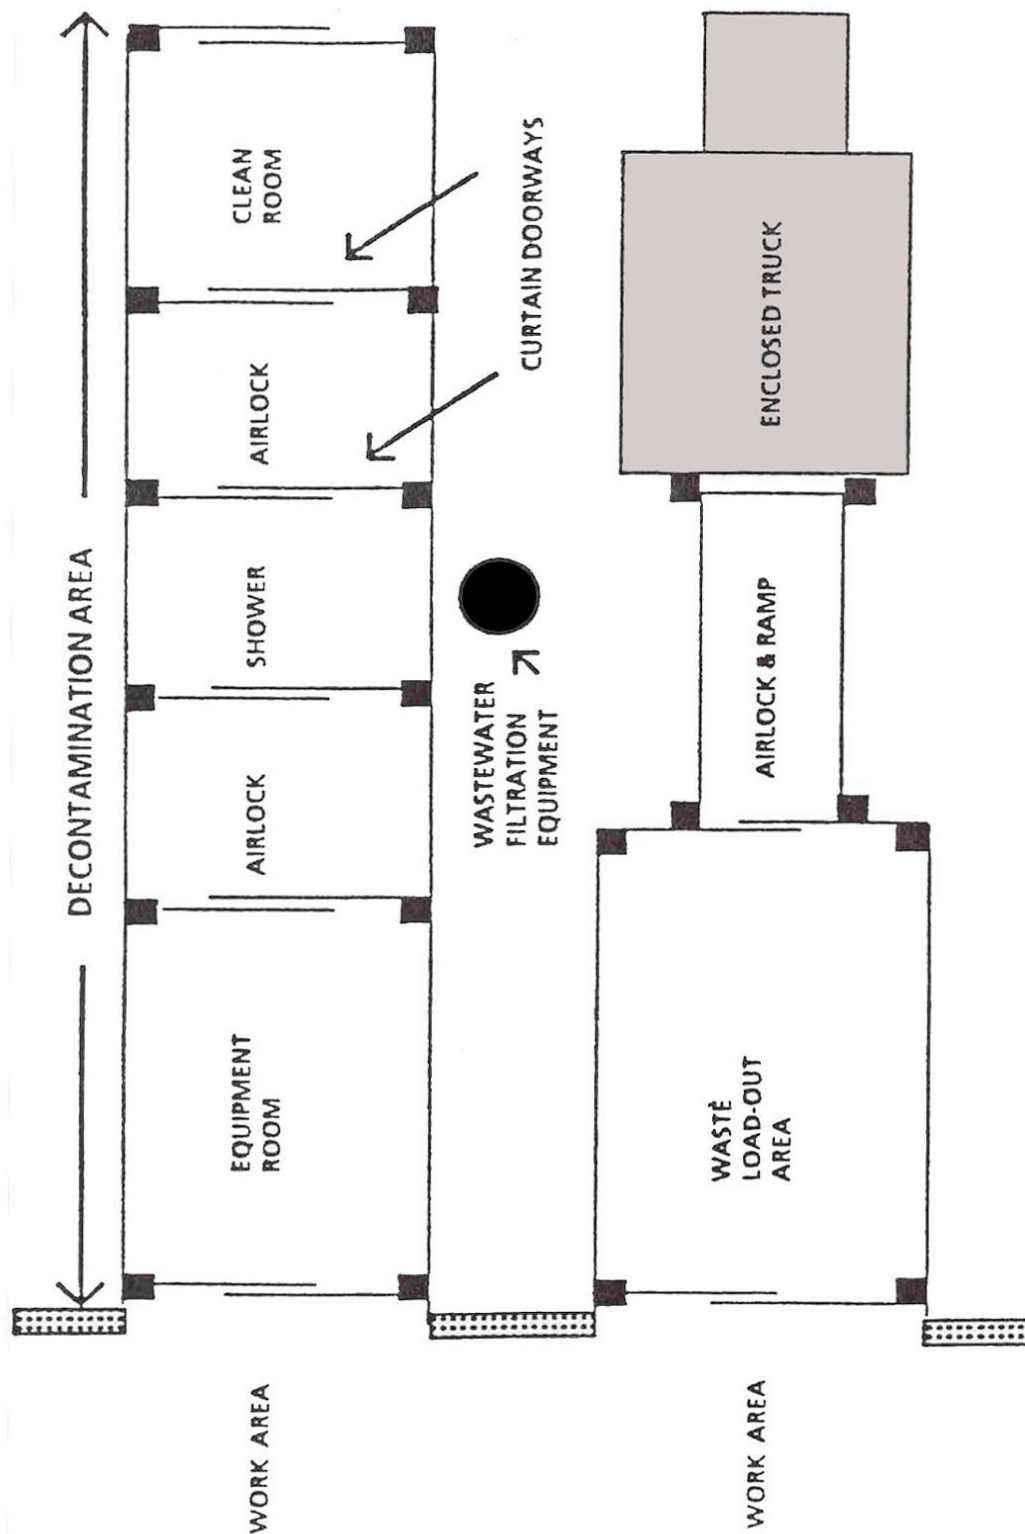 DECONTAMINATION AREA
EQUIPMENT
ROOM
AIRLOCK
SHOWER
AIRLOCK
CLEAN
ROOM
CURTAIN DOORWAYS
WASTEWATER
FILTRATION
EQUIPMENT
WORK AREA
WASTE
LOAD-OUT
AREA
AIRLOCK & RAMP
ENCLOSED TRUCK
WORK AREA